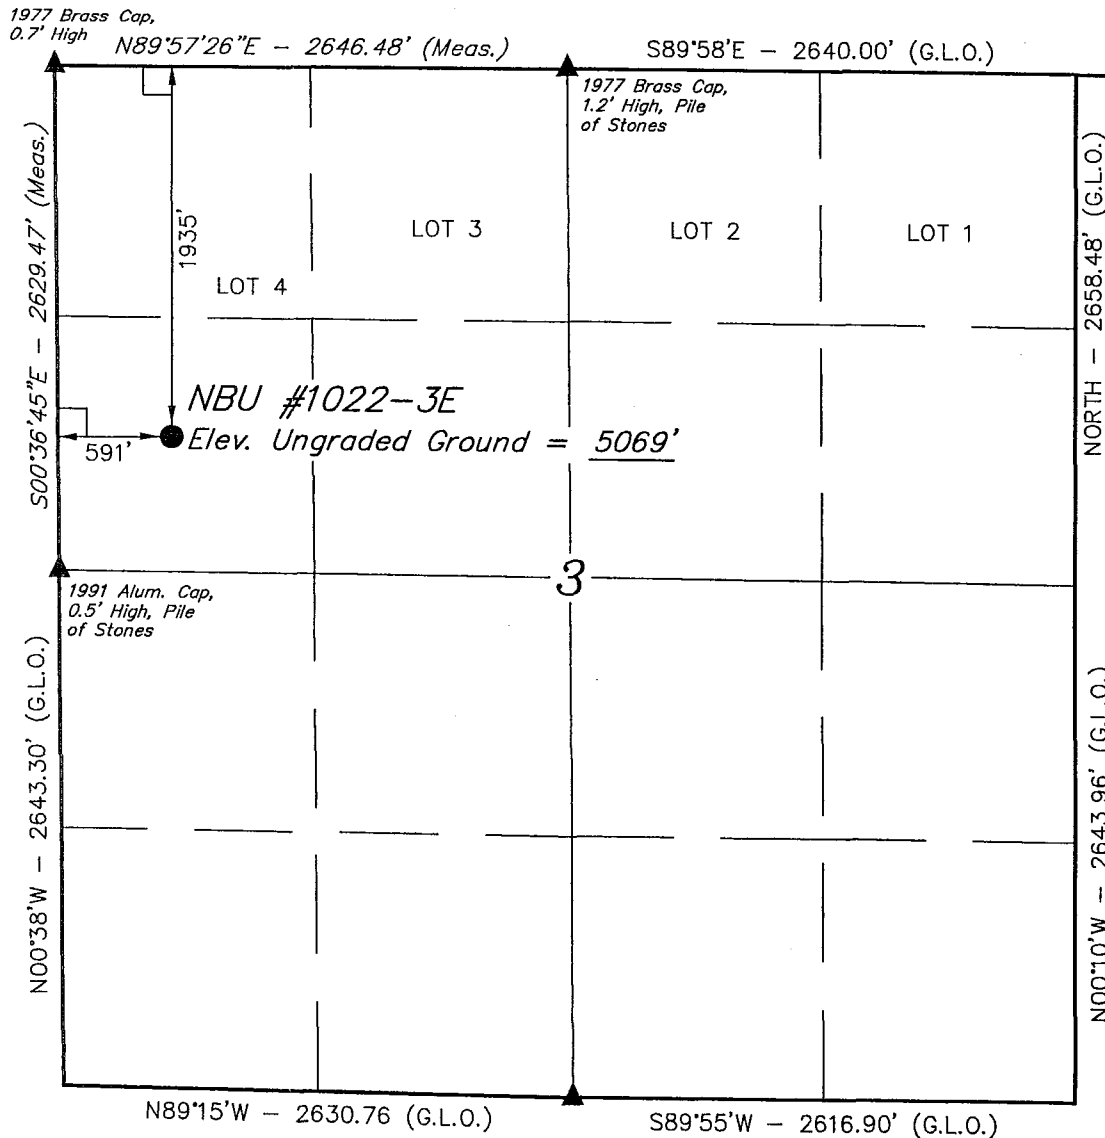 1977 Brass Cap,
0.7' High
N89°57'26"E - 2646.48' (Meas.)
S89°58'E - 2640.00' (G.L.O.)
1977 Brass Cap,
1.2' High, Pile
of Stones
S00°36'45"E - 2629.47' (Meas.)
1935'
LOT 4
LOT 3
LOT 2
LOT 1
NORTH - 2658.48' (G.L.O.)
NBU #1022-3E
Elev. Ungraded Ground = 5069'
591'
3
1991 Alum. Cap,
0.5' High, Pile
of Stones
N00°38'W - 2643.30' (G.L.O.)
N00°10'W - 2643.96' (G.L.O.)
N89°15'W - 2630.76 (G.L.O.)
S89°55'W - 2616.90' (G.L.O.)